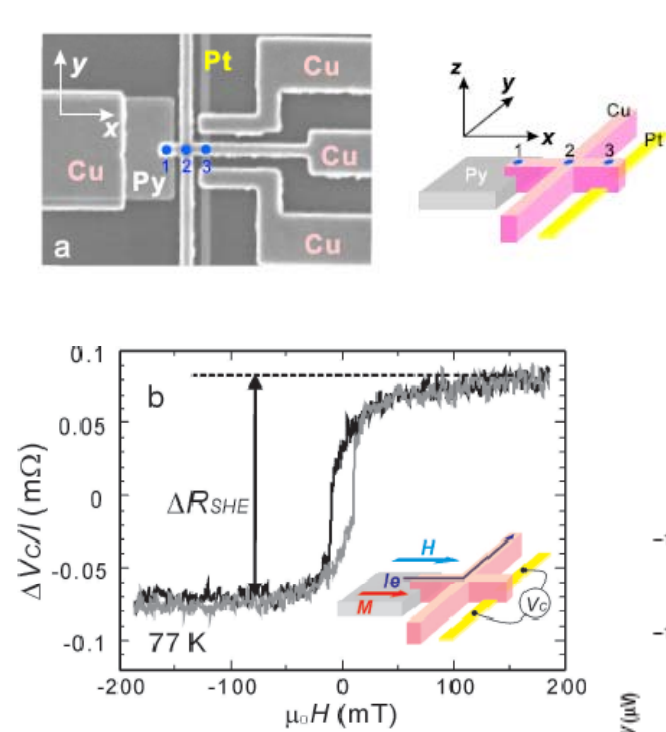 y
x
Pt
Cu
Cu
Py
Cu
1 2 3
Cu
a
z
y
x
Cu
Pt
Py
1 2 3
0.1
0.05
0
-0.05
-0.1
ΔVc/I (mΩ)
b
ΔR_SHE
H
Ie
M
Vc
77 K
-200 -100 0 100 200
μ₀H (mT)